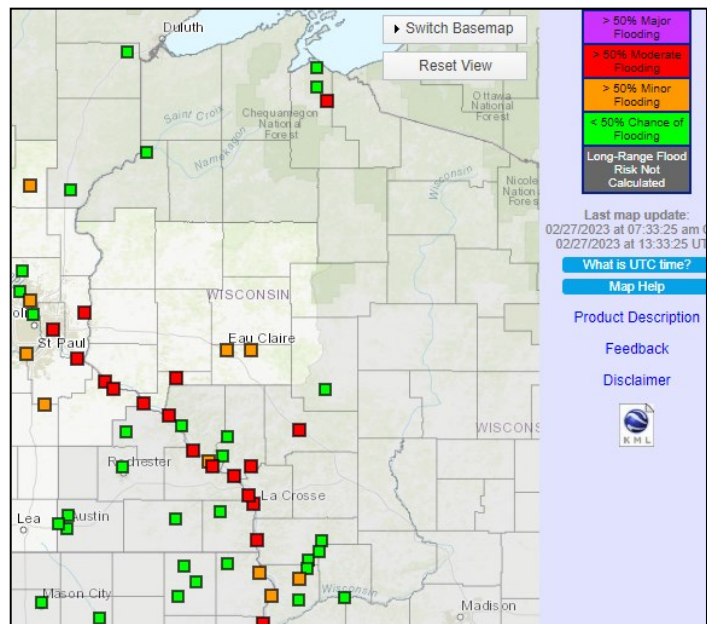 Duluth
Switch Basemap
Reset View
Saint Croix
Chequamegon
National
Forest
Namekagon
Ottawa
National
Forest
Nicole
Nation
Fores
Wisconsin
WISCONSIN
Eau Claire
St Paul
WISCONS
Rochester
La Crosse
Lea
Austin
Mason City
Wisconsin
Madison
> 50% Major
Flooding
> 50% Moderate
Flooding
> 50% Minor
Flooding
< 50% Chance of
Flooding
Long-Range Flood
Risk Not
Calculated
Last map update:
02/27/2023 at 07:33:25 am
02/27/2023 at 13:33:25 UT
What is UTC time?
Map Help
Product Description
Feedback
Disclaimer
KML